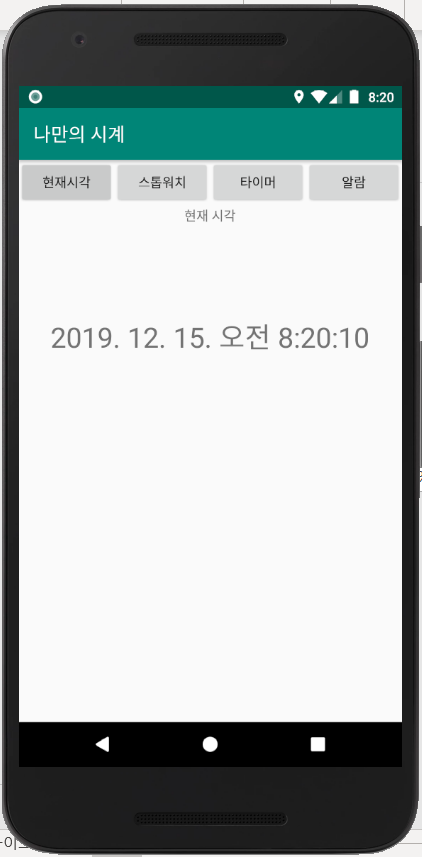 8:20
나만의 시계
현재시각 스톱워치 타이머 알람
현재 시각
2019. 12. 15. 오전 8:20:10